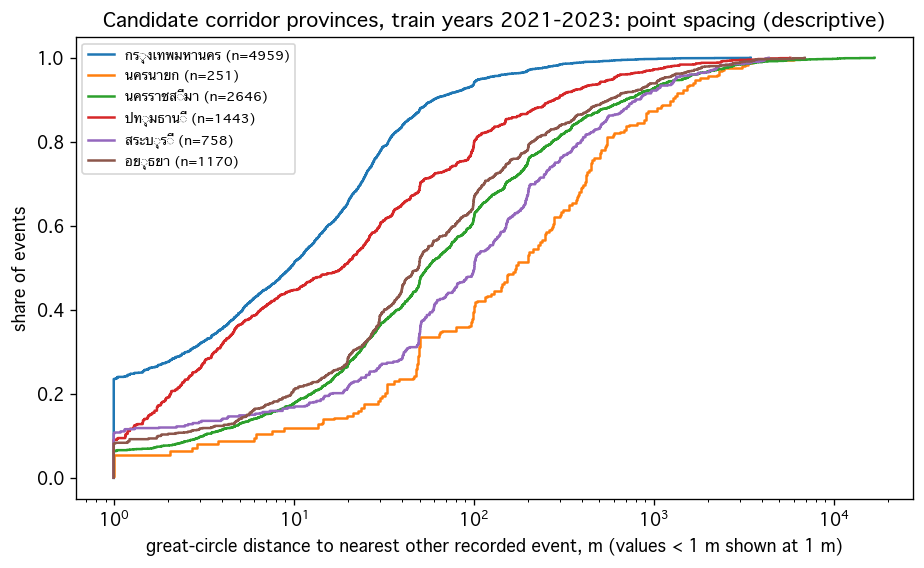 Candidate corridor provinces, train years 2021-2023: point spacing (descriptive)
share of events
1.0
0.8
0.6
0.4
0.2
0.0
กรุงเทพมหานคร (n=4959)
นครนายก (n=251)
นครราชสีมา (n=2646)
ปทุมธานี (n=1443)
สระบุรี (n=758)
อยุธยา (n=1170)
10⁰
10¹
10²
10³
10⁴
great-circle distance to nearest other recorded event, m (values < 1 m shown at 1 m)